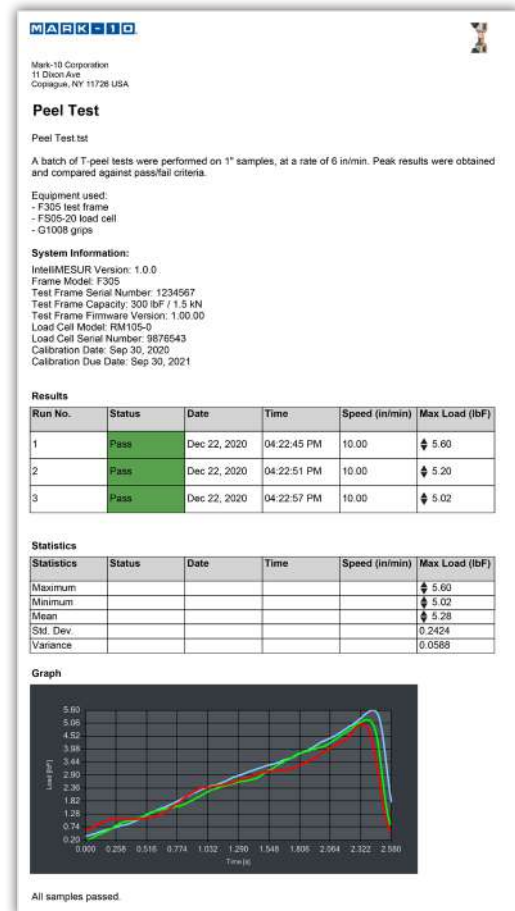 MARK-10
Mark-10 Corporation
11 Dixon Ave
Copiague, NY 11726 USA
Peel Test
Peel Test.tst
A batch of T-peel tests were performed on 1" samples, at a rate of 6 in/min. Peak results were obtained
and compared against pass/fail criteria.
Equipment used:
- F305 test frame
- FS05-20 load cell
- G1008 grips
System Information:
IntelliMESUR Version: 1.0.0
Frame Model: F305
Test Frame Serial Number: 1234567
Test Frame Capacity: 300 lbF / 1.5 kN
Test Frame Firmware Version: 1.00.00
Load Cell Model: RM105-0
Load Cell Serial Number: 9876543
Calibration Date: Sep 30, 2020
Calibration Due Date: Sep 30, 2021
Results
Run No. Status Date Time Speed (in/min) Max Load (lbF)
1 Pass Dec 22, 2020 04:22:45 PM 10.00 5.60
2 Pass Dec 22, 2020 04:22:51 PM 10.00 5.20
3 Pass Dec 22, 2020 04:22:57 PM 10.00 5.02
Statistics
Statistics Status Date Time Speed (in/min) Max Load (lbF)
Maximum 5.60
Minimum 5.02
Mean 5.28
Std. Dev. 0.2424
Variance 0.0588
Graph
5.60
5.06
4.52
3.98
3.44
2.90
2.36
1.82
1.28
0.74
0.20
Load [lbF]
0.000 0.258 0.516 0.774 1.032 1.290 1.548 1.806 2.064 2.322 2.580
Time [s]
All samples passed.